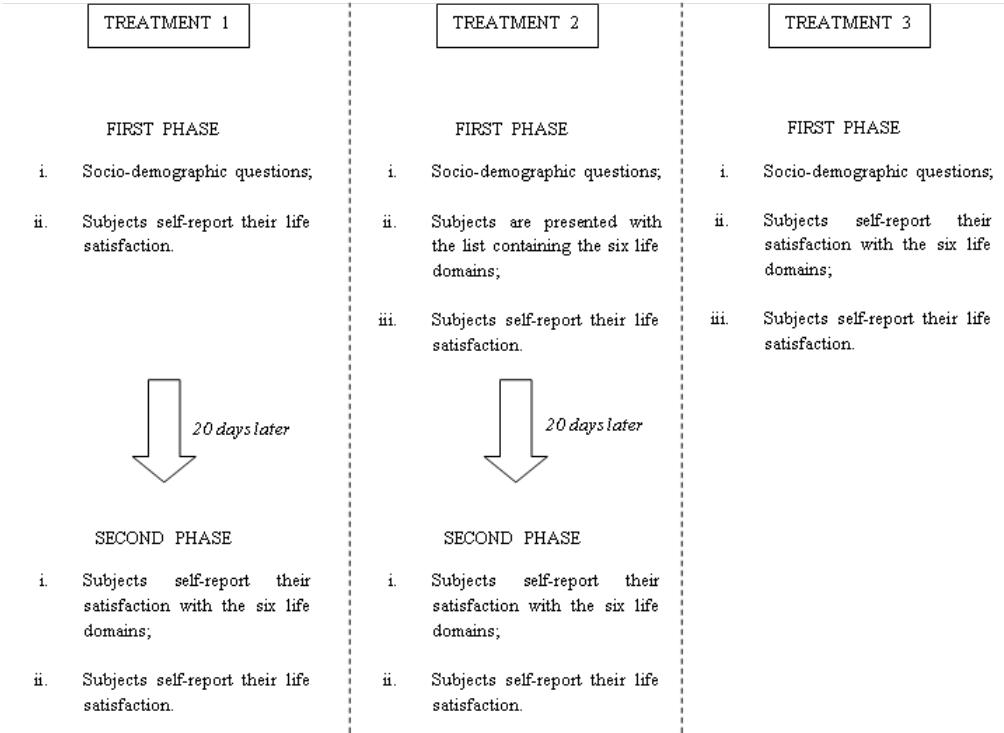 TREATMENT 1
FIRST PHASE
i. Socio-demographic questions;
ii. Subjects self-report their life
satisfaction.
20 days later
SECOND PHASE
i. Subjects self-report their
satisfaction with the six life
domains;
ii. Subjects self-report their life
satisfaction.
TREATMENT 2
FIRST PHASE
i. Socio-demographic questions;
ii. Subjects are presented with
the list containing the six life
domains;
iii. Subjects self-report their life
satisfaction.
20 days later
SECOND PHASE
i. Subjects self-report their
satisfaction with the six life
domains;
ii. Subjects self-report their life
satisfaction.
TREATMENT 3
FIRST PHASE
i. Socio-demographic questions;
ii. Subjects self-report their
satisfaction with the six life
domains;
iii. Subjects self-report their life
satisfaction.